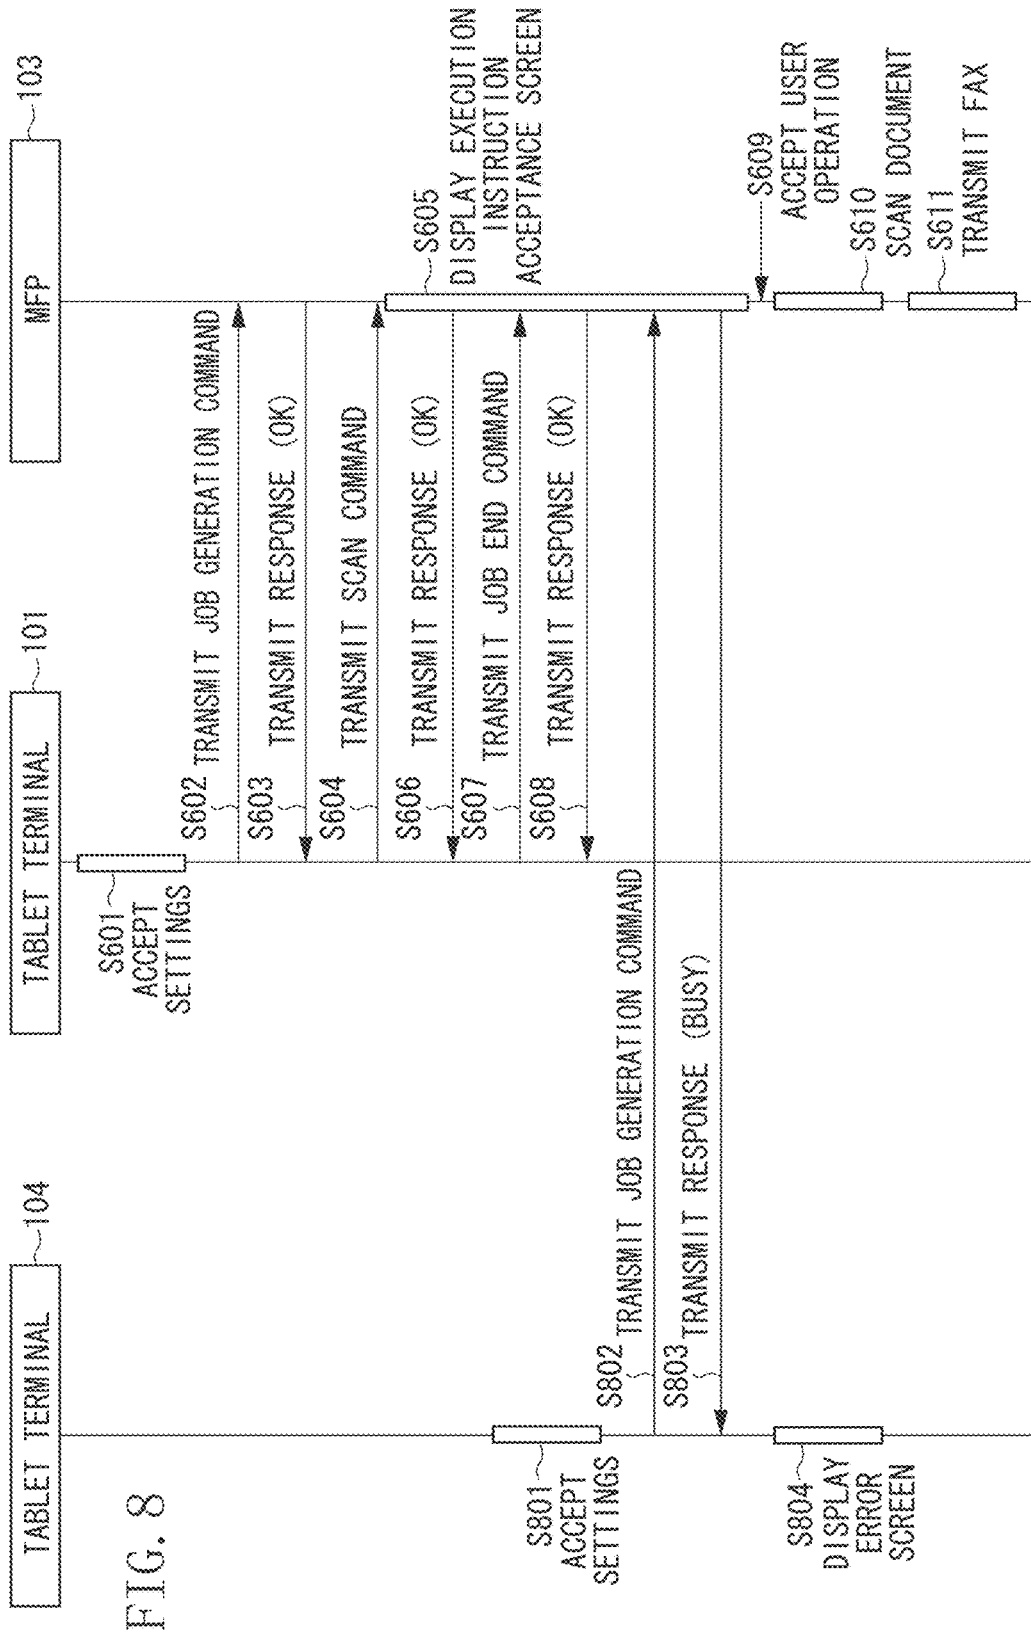 FIG. 8
TABLET TERMINAL
104
TABLET TERMINAL
101
MFP
103
S601
ACCEPT
SETTINGS
S602
TRANSMIT JOB GENERATION COMMAND
S603
TRANSMIT RESPONSE (OK)
S604
TRANSMIT SCAN COMMAND
S605
DISPLAY EXECUTION
INSTRUCTION
ACCEPTANCE SCREEN
S606
TRANSMIT RESPONSE (OK)
S607
TRANSMIT JOB END COMMAND
S608
TRANSMIT RESPONSE (OK)
S801
ACCEPT
SETTINGS
S802
TRANSMIT JOB GENERATION COMMAND
S803
TRANSMIT RESPONSE (BUSY)
S804
DISPLAY
ERROR
SCREEN
S609
ACCEPT USER
OPERATION
S610
SCAN DOCUMENT
S611
TRANSMIT FAX